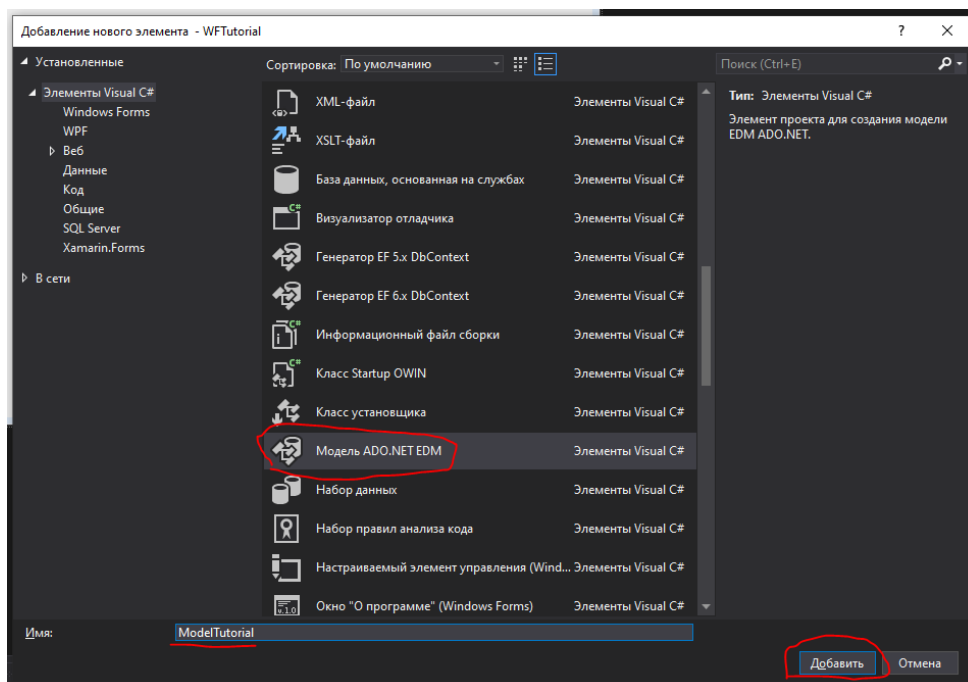 Добавление нового элемента - WFTutorial
? ×
Установленные
Сортировка: По умолчанию
Поиск (Ctrl+E)
Элементы Visual C#
Windows Forms
WPF
Веб
Данные
Код
Общие
SQL Server
Xamarin.Forms
В сети
XML-файл Элементы Visual C#
XSLT-файл Элементы Visual C#
База данных, основанная на службах Элементы Visual C#
Визуализатор отладчика Элементы Visual C#
Генератор EF 5.x DbContext Элементы Visual C#
Генератор EF 6.x DbContext Элементы Visual C#
Информационный файл сборки Элементы Visual C#
Класс Startup OWIN Элементы Visual C#
Класс установщика Элементы Visual C#
Модель ADO.NET EDM Элементы Visual C#
Набор данных Элементы Visual C#
Набор правил анализа кода Элементы Visual C#
Настраиваемый элемент управления (Wind... Элементы Visual C#
Окно "О программе" (Windows Forms) Элементы Visual C#
Тип: Элементы Visual C#
Элемент проекта для создания модели
EDM ADO.NET.
Имя: ModelTutorial
Добавить Отмена